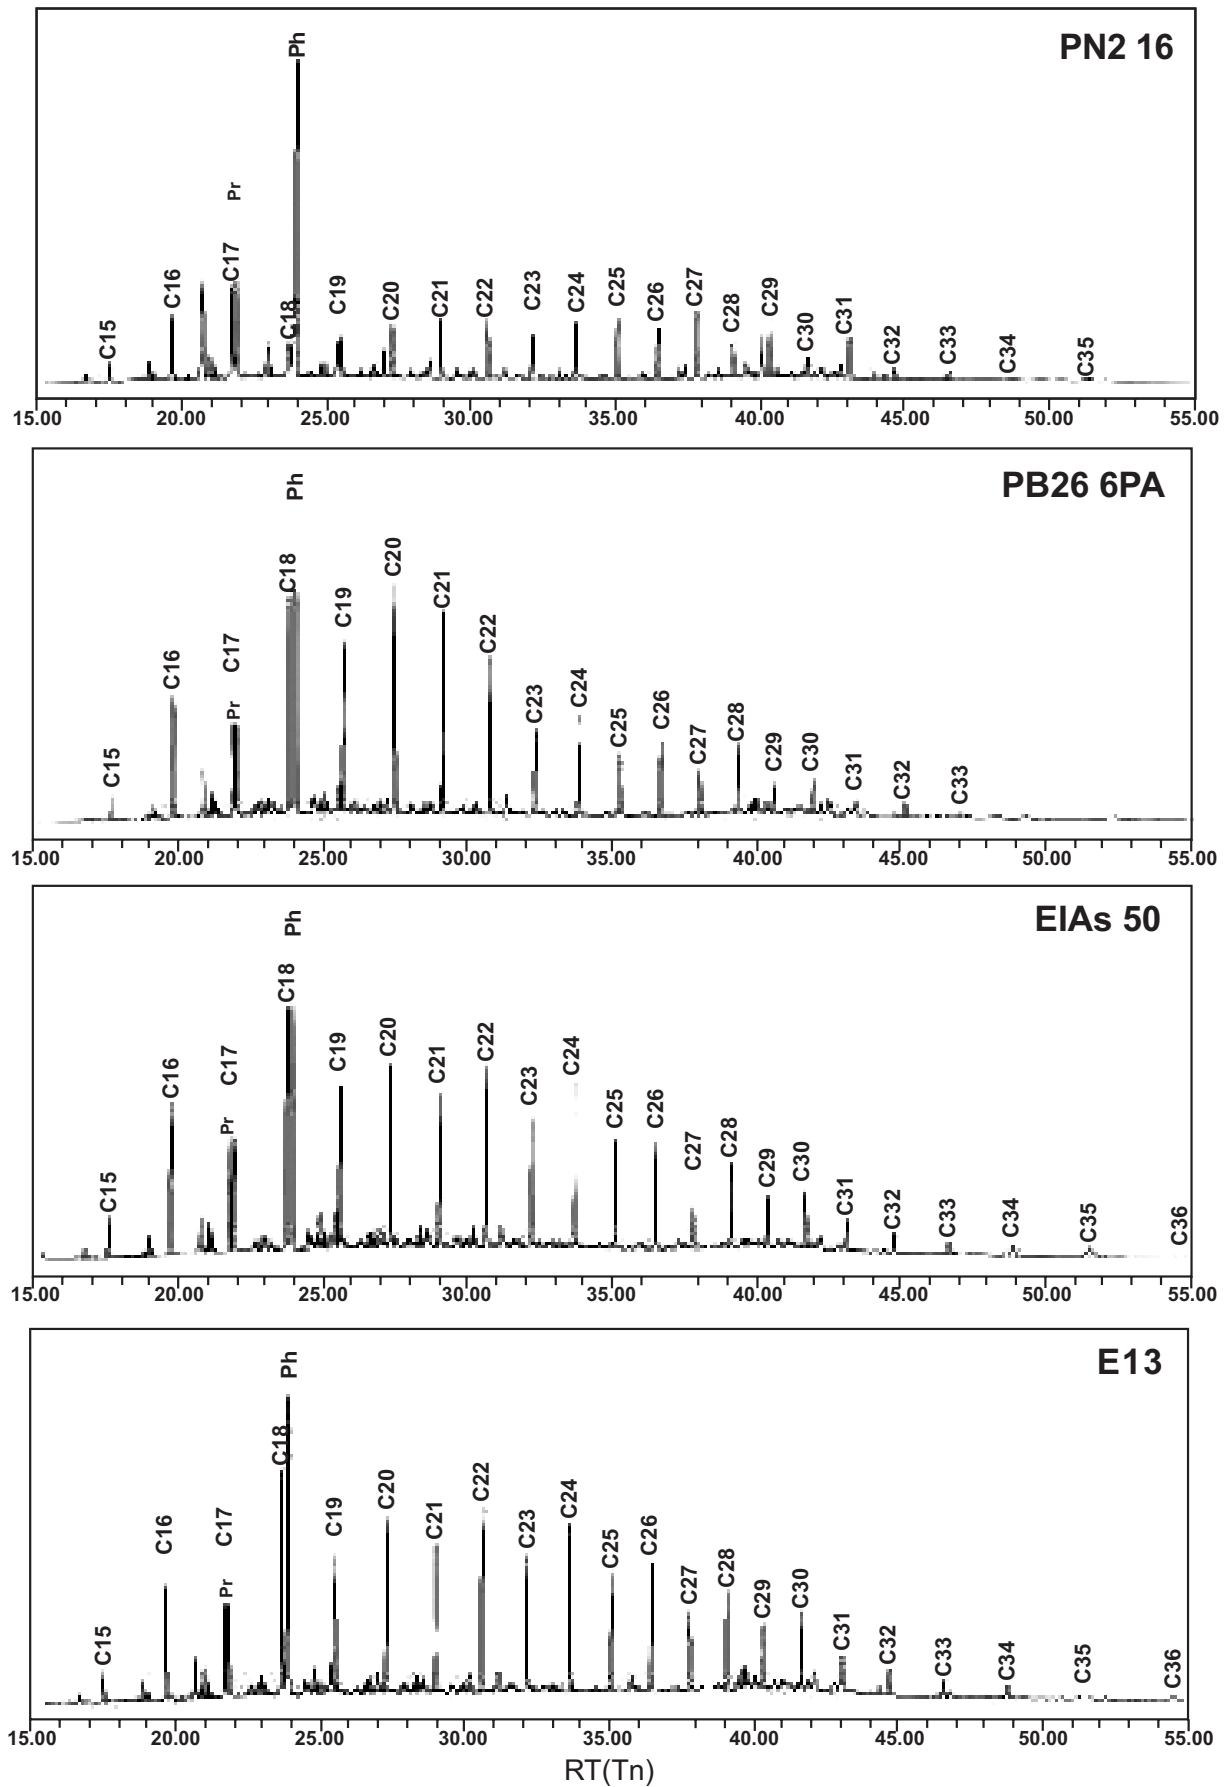 PN2 16
Ph
Pr
C15
C16
C17
C18
C19
C20
C21
C22
C23
C24
C25
C26
C27
C28
C29
C30
C31
C32
C33
C34
C35
15.00 20.00 25.00 30.00 35.00 40.00 45.00 50.00 55.00
PB26 6PA
Ph
C15
C16
Pr
C17
C18
C19
C20
C21
C22
C23
C24
C25
C26
C27
C28
C29
C30
C31
C32
C33
15.00 20.00 25.00 30.00 35.00 40.00 45.00 50.00 55.00
ElAs 50
Ph
C15
C16
Pr
C17
C18
C19
C20
C21
C22
C23
C24
C25
C26
C27
C28
C29
C30
C31
C32
C33
C34
C35
C36
15.00 20.00 25.00 30.00 35.00 40.00 45.00 50.00 55.00
E13
Ph
C15
C16
Pr
C17
C18
C19
C20
C21
C22
C23
C24
C25
C26
C27
C28
C29
C30
C31
C32
C33
C34
C35
C36
15.00 20.00 25.00 30.00 35.00 40.00 45.00 50.00 55.00
RT(Tn)